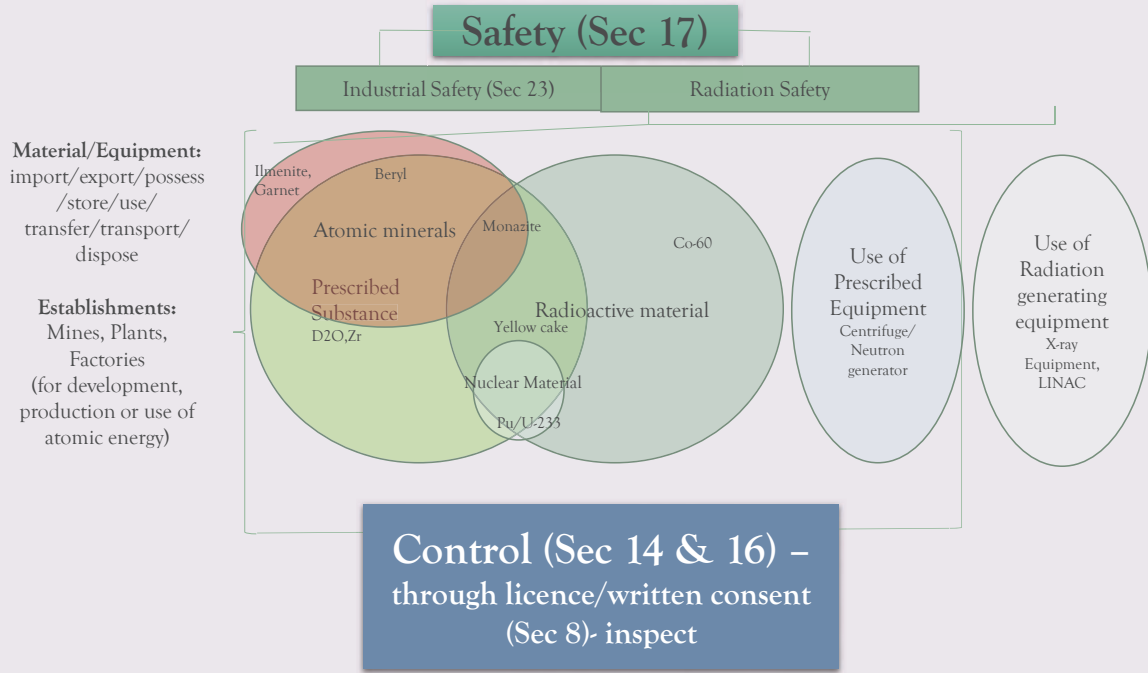 Safety (Sec 17)
Industrial Safety (Sec 23)
Radiation Safety
Material/Equipment:
import/export/possess
/store/use/
transfer/transport/
dispose
Establishments:
Mines, Plants,
Factories
(for development,
production or use of
atomic energy)
Ilmenite,
Garnet
Beryl
Atomic minerals
Monazite
Co-60
Prescribed
Substance
D2O,Zr
Radioactive material
Yellow cake
Nuclear Material
Pu/U-233
Use of
Prescribed
Equipment
Centrifuge/
Neutron
generator
Use of
Radiation
generating
equipment
X-ray
Equipment,
LINAC
Control (Sec 14 & 16) –
through licence/written consent
(Sec 8)- inspect